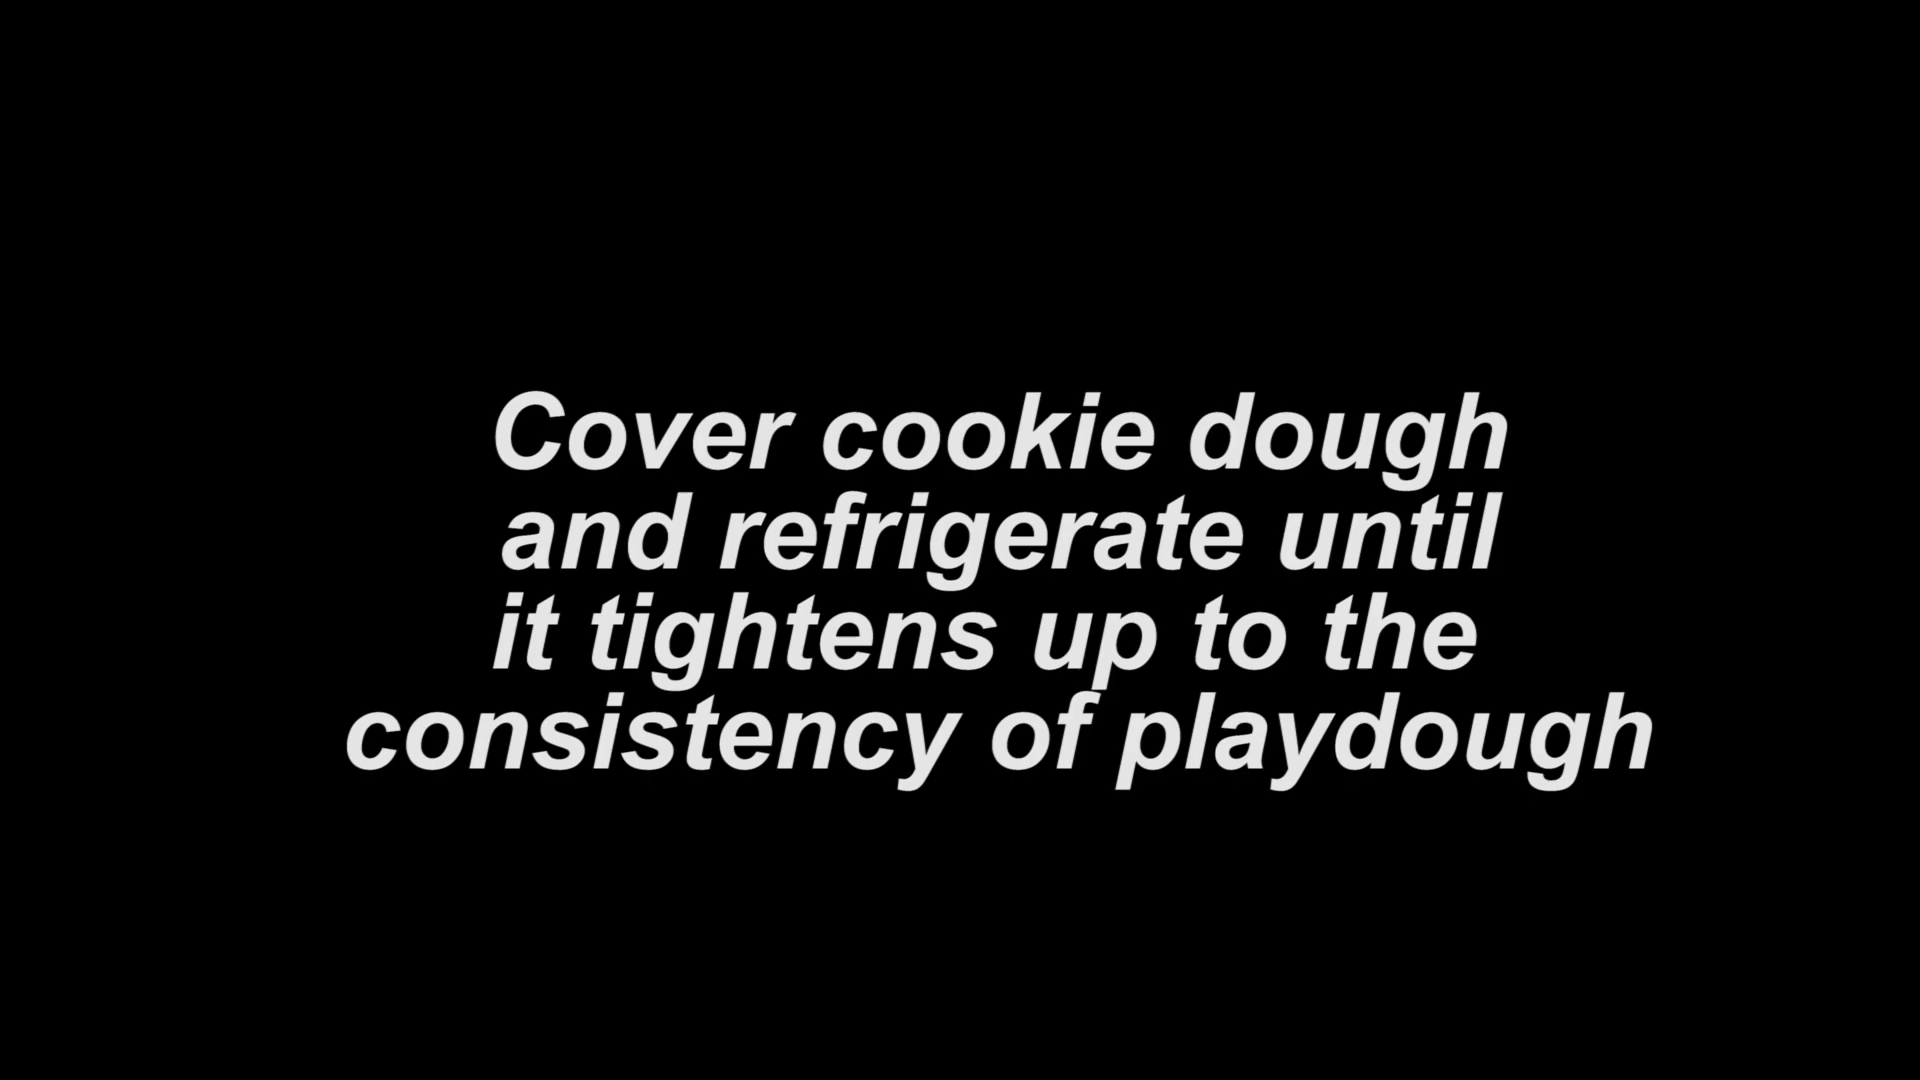 Cover cookie dough
and refrigerate until
it tightens up to the
consistency of playdough